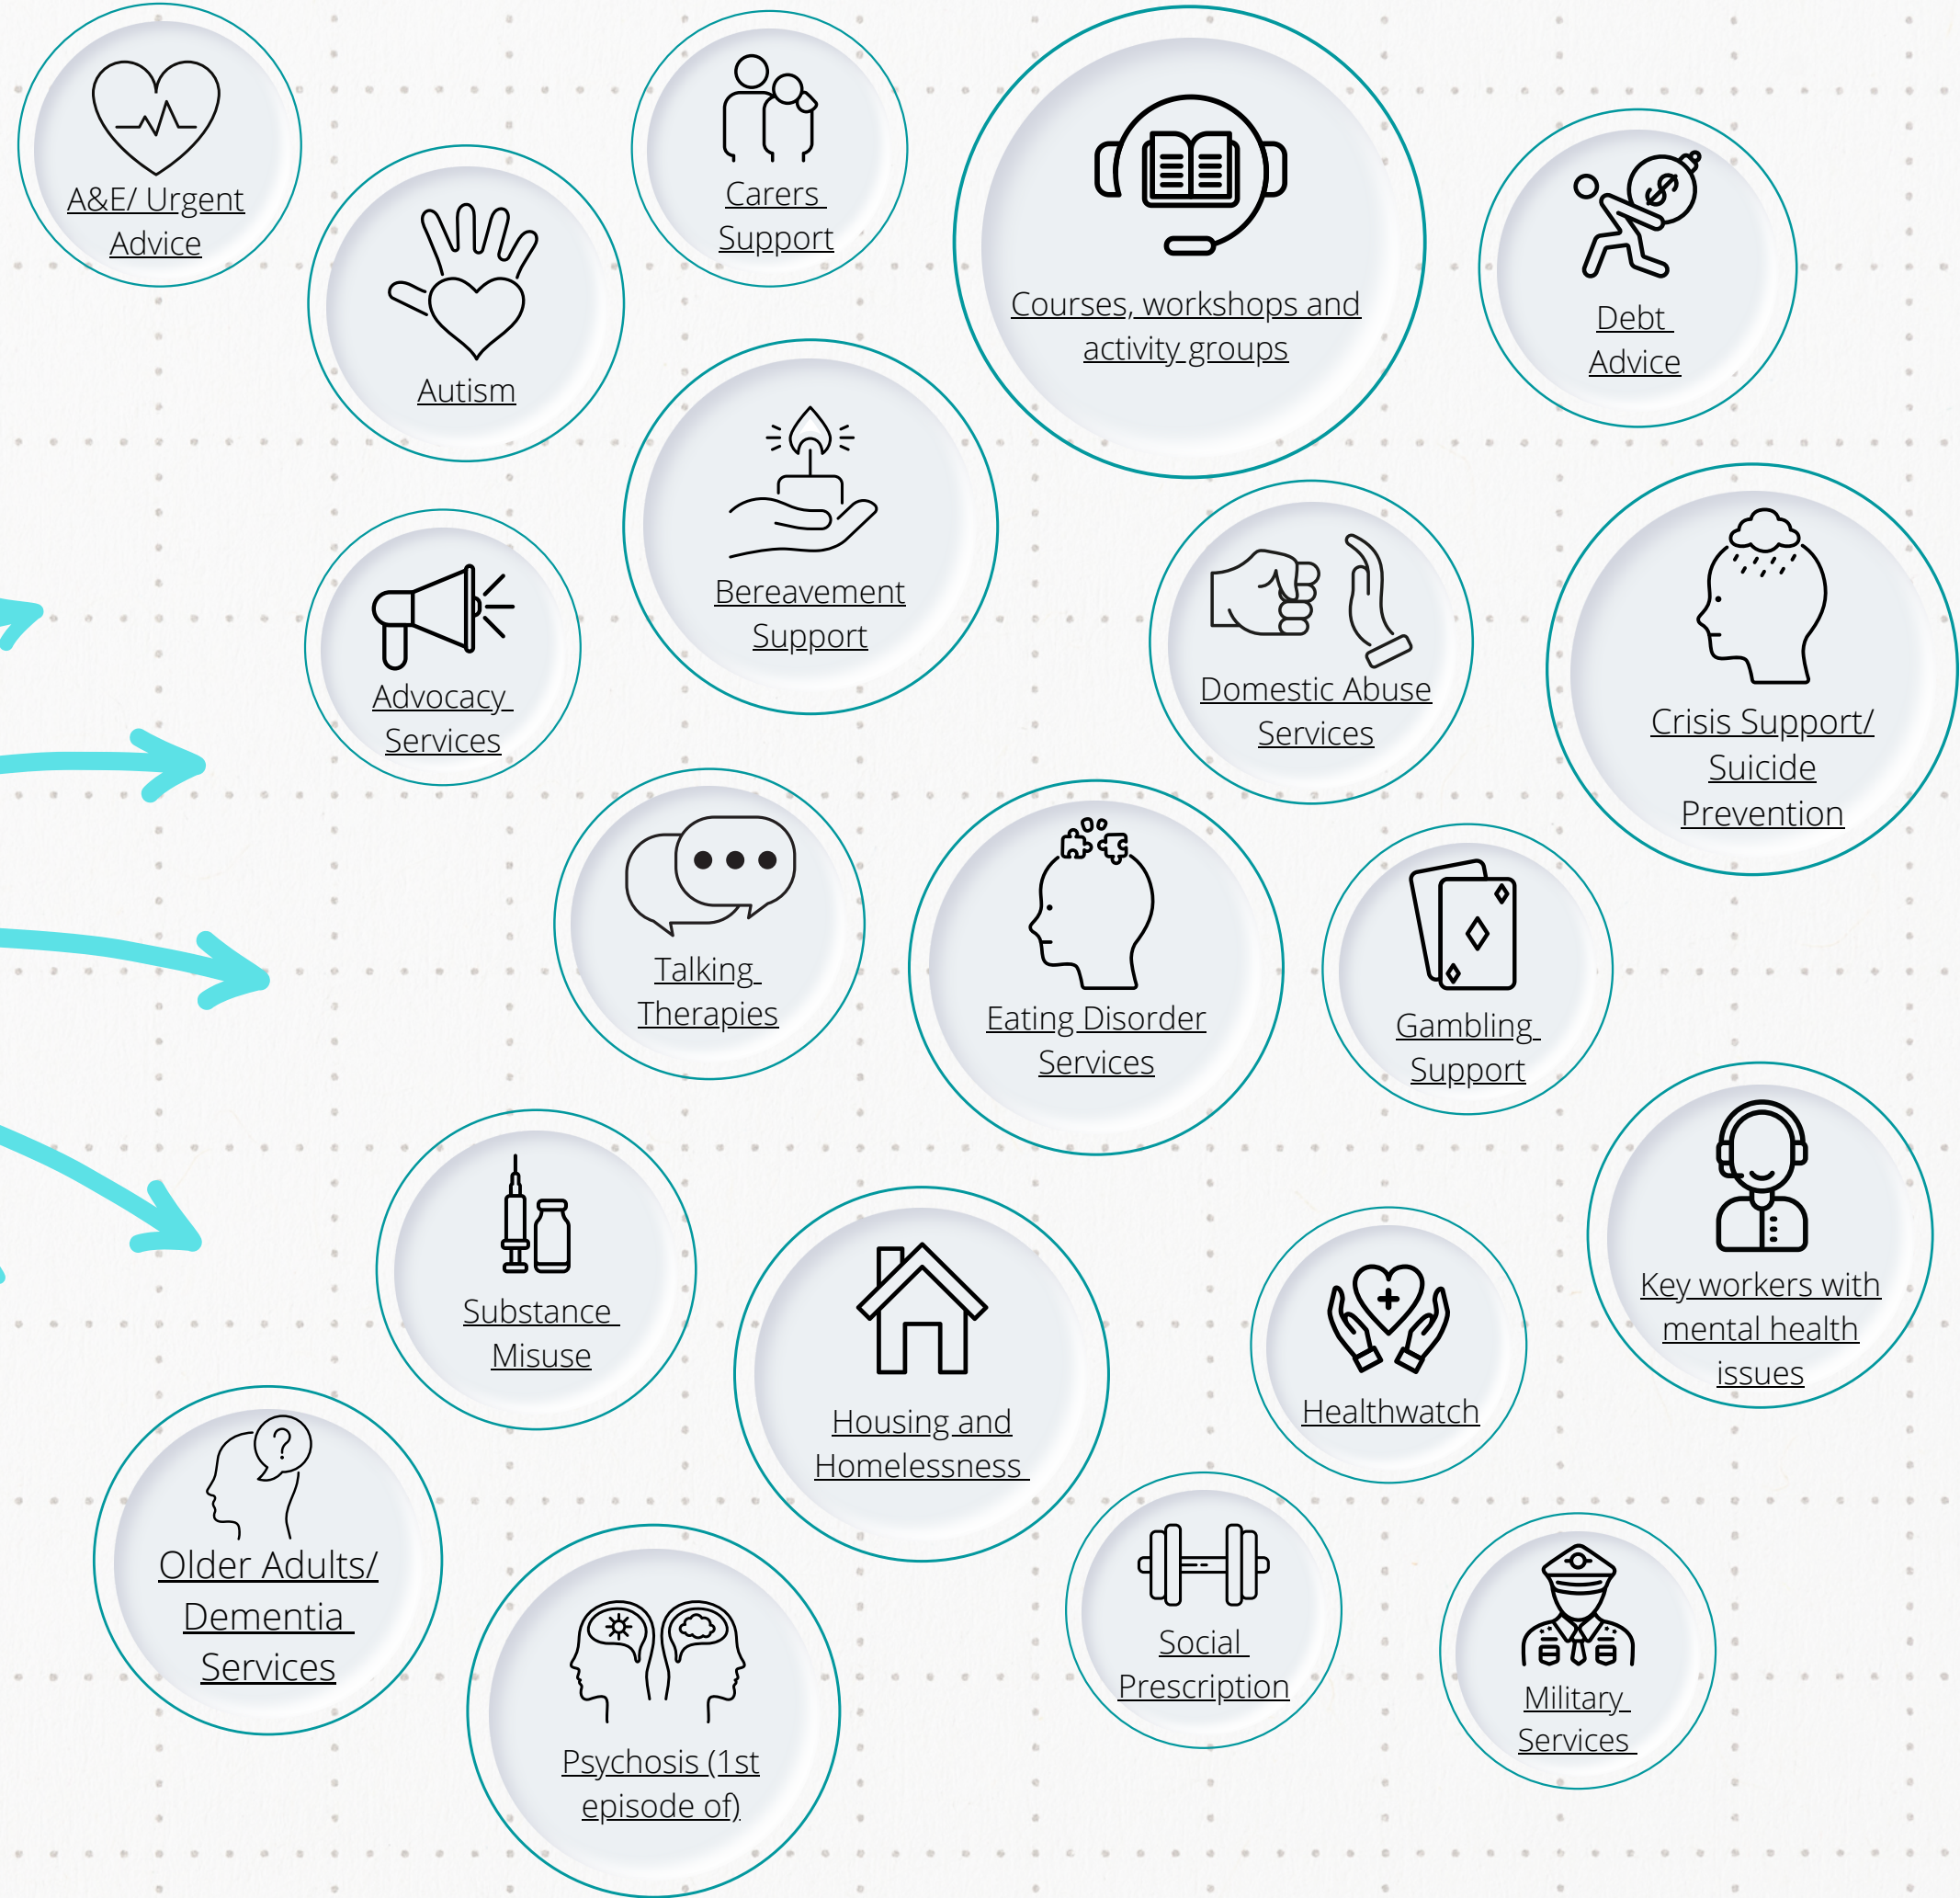 A&E/ Urgent
Advice
Carers
Support
Courses, workshops and
activity groups
Debt
Advice
Autism
Bereavement
Support
Advocacy
Services
Domestic Abuse
Services
Crisis Support/
Suicide
Prevention
Talking
Therapies
Eating Disorder
Services
Gambling
Support
Substance
Misuse
Housing and
Homelessness
Healthwatch
Key workers with
mental health
issues
Older Adults/
Dementia
Services
Psychosis (1st
episode of)
Social
Prescription
Military
Services